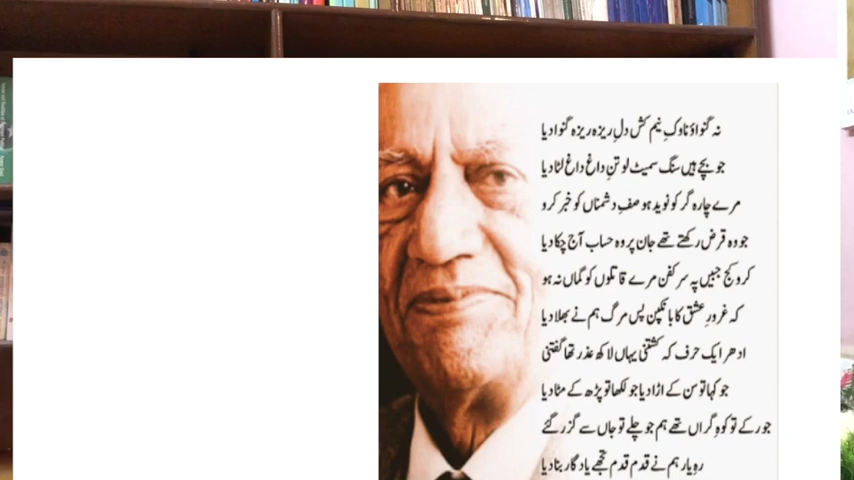 نہ گنواؤ ناوکِ نیم کش دلِ ریزہ ریزہ گنوا دیا
جو بچے ہیں سنگ سمیٹ لو تنِ داغ داغ لٹا دیا
مرے چارہ گر کو نوید ہو صفِ دشمناں کو خبر کرو
جو وہ قرض رکھتے تھے جان پر وہ حساب آج چکا دیا
کرو کج جبیں پہ سرِ کفن مرے قاتلوں کو گماں نہ ہو
کہ غرورِ عشق کا بانکپن پسِ مرگ ہم نے بھلا دیا
ادھر ایک حرف کہ کشتنی یہاں لاکھ عذر تھا گفتنی
جو کہا تو سن کے اڑا دیا جو لکھا تو پڑھ کے مٹا دیا
جو رکے تو کوہِ گراں تھے ہم جو چلے تو جاں سے گزر گئے
رہِ یار ہم نے قدم قدم تجھے یادگار بنا دیا